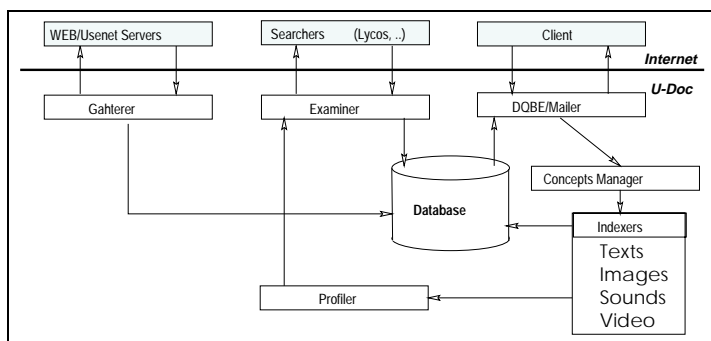 WEB/Usenet Servers
Searchers (Lycos, ..)
Client
Internet
U-Doc
Gahterer
Examiner
DQBE/Mailer
Concepts Manager
Database
Indexers
Texts
Images
Sounds
Video
Profiler